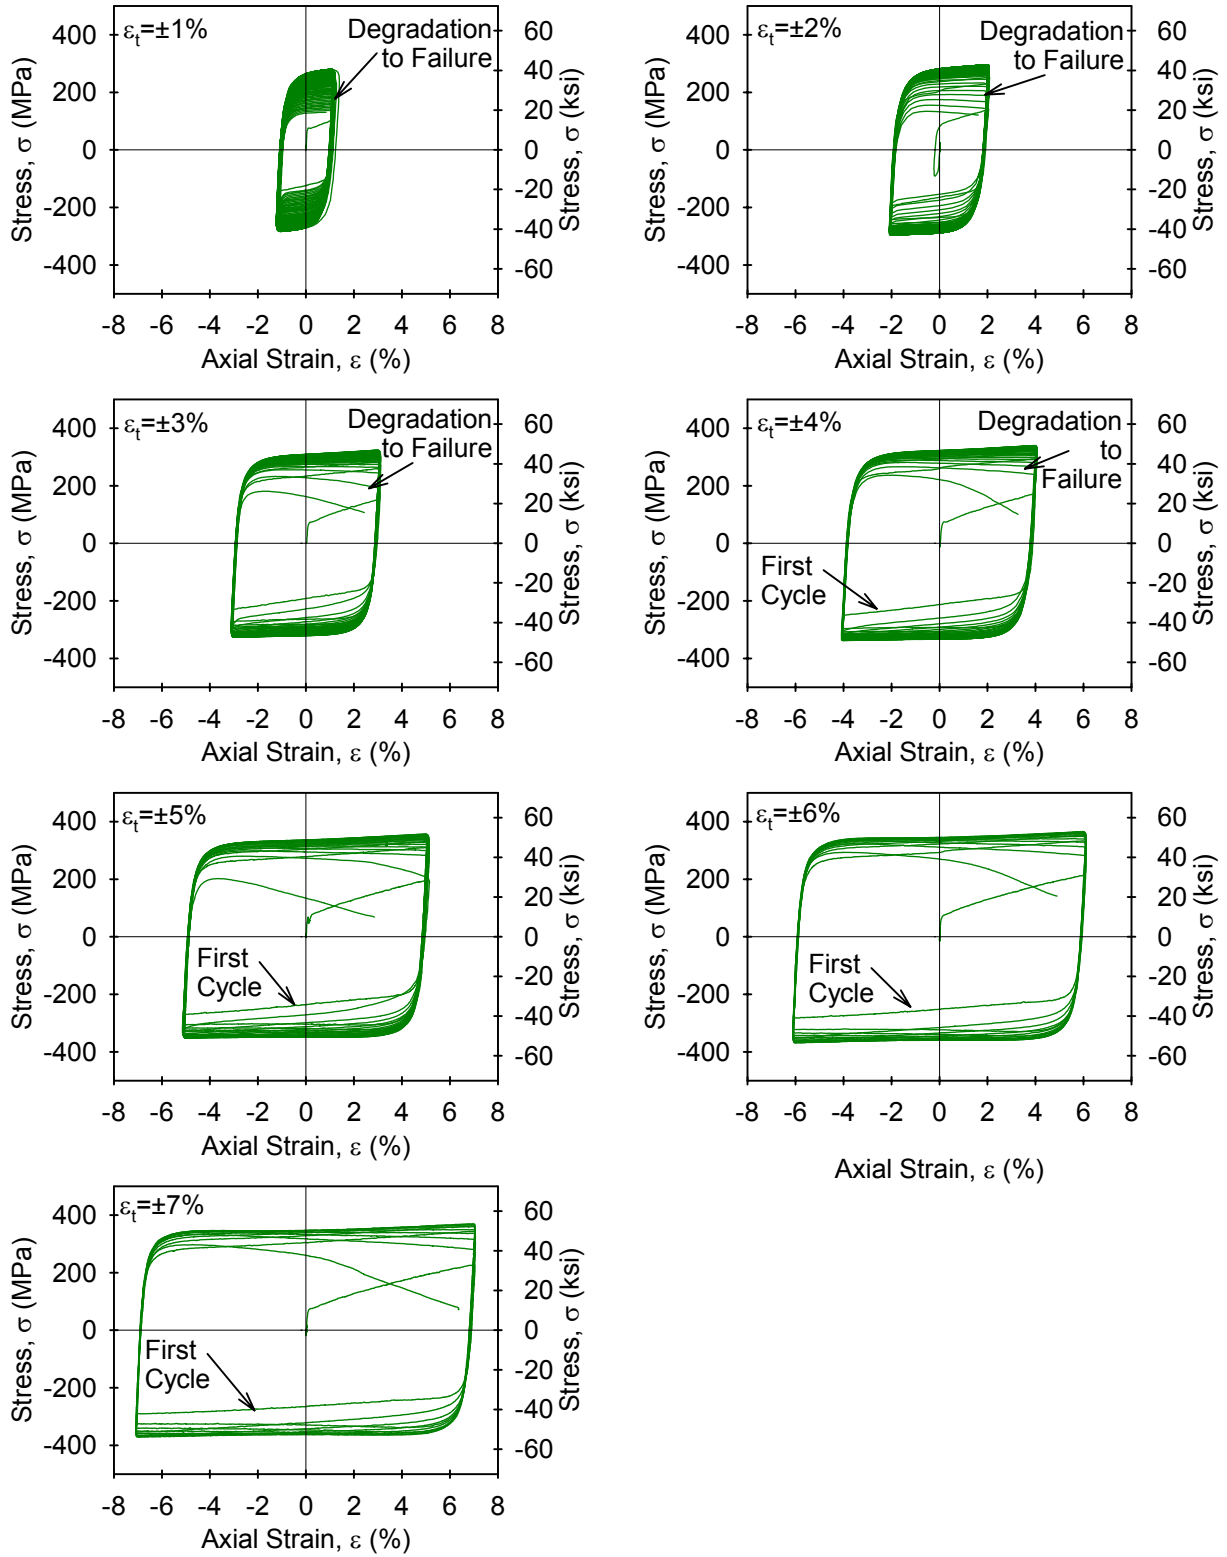 εt=±1%
Degradation
to Failure
400
200
0
-200
-400
60
40
20
0
-20
-40
-60
Stress, σ (MPa)
Stress, σ (ksi)
-8 -6 -4 -2 0 2 4 6 8
Axial Strain, ε (%)
εt=±2%
Degradation
to Failure
400
200
0
-200
-400
60
40
20
0
-20
-40
-60
Stress, σ (MPa)
Stress, σ (ksi)
-8 -6 -4 -2 0 2 4 6 8
Axial Strain, ε (%)
εt=±3%
Degradation
to Failure
400
200
0
-200
-400
60
40
20
0
-20
-40
-60
Stress, σ (MPa)
Stress, σ (ksi)
-8 -6 -4 -2 0 2 4 6 8
Axial Strain, ε (%)
εt=±4%
Degradation
to
Failure
First
Cycle
400
200
0
-200
-400
60
40
20
0
-20
-40
-60
Stress, σ (MPa)
Stress, σ (ksi)
-8 -6 -4 -2 0 2 4 6 8
Axial Strain, ε (%)
εt=±5%
First
Cycle
400
200
0
-200
-400
60
40
20
0
-20
-40
-60
Stress, σ (MPa)
Stress, σ (ksi)
-8 -6 -4 -2 0 2 4 6 8
Axial Strain, ε (%)
εt=±6%
First
Cycle
400
200
0
-200
-400
60
40
20
0
-20
-40
-60
Stress, σ (MPa)
Stress, σ (ksi)
-8 -6 -4 -2 0 2 4 6 8
Axial Strain, ε (%)
εt=±7%
First
Cycle
400
200
0
-200
-400
60
40
20
0
-20
-40
-60
Stress, σ (MPa)
Stress, σ (ksi)
-8 -6 -4 -2 0 2 4 6 8
Axial Strain, ε (%)